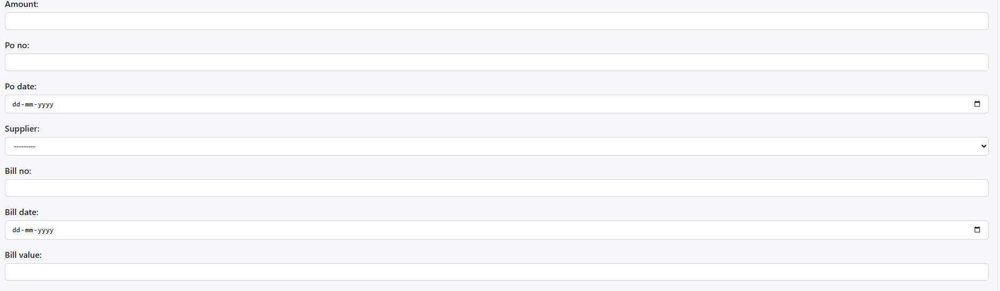 Amount:
Po no:
Po date:
dd-mm-yyyy
Supplier:
---------
Bill no:
Bill date:
dd-mm-yyyy
Bill value: